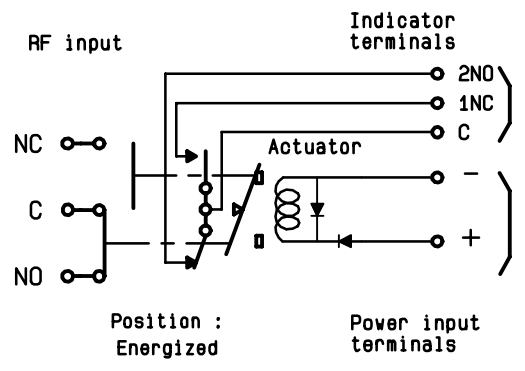 Indicator
terminals
RF input
2NO
1NC
C
Actuator
NC
−
C
+
NO
Position :
Energized
Power input
terminals